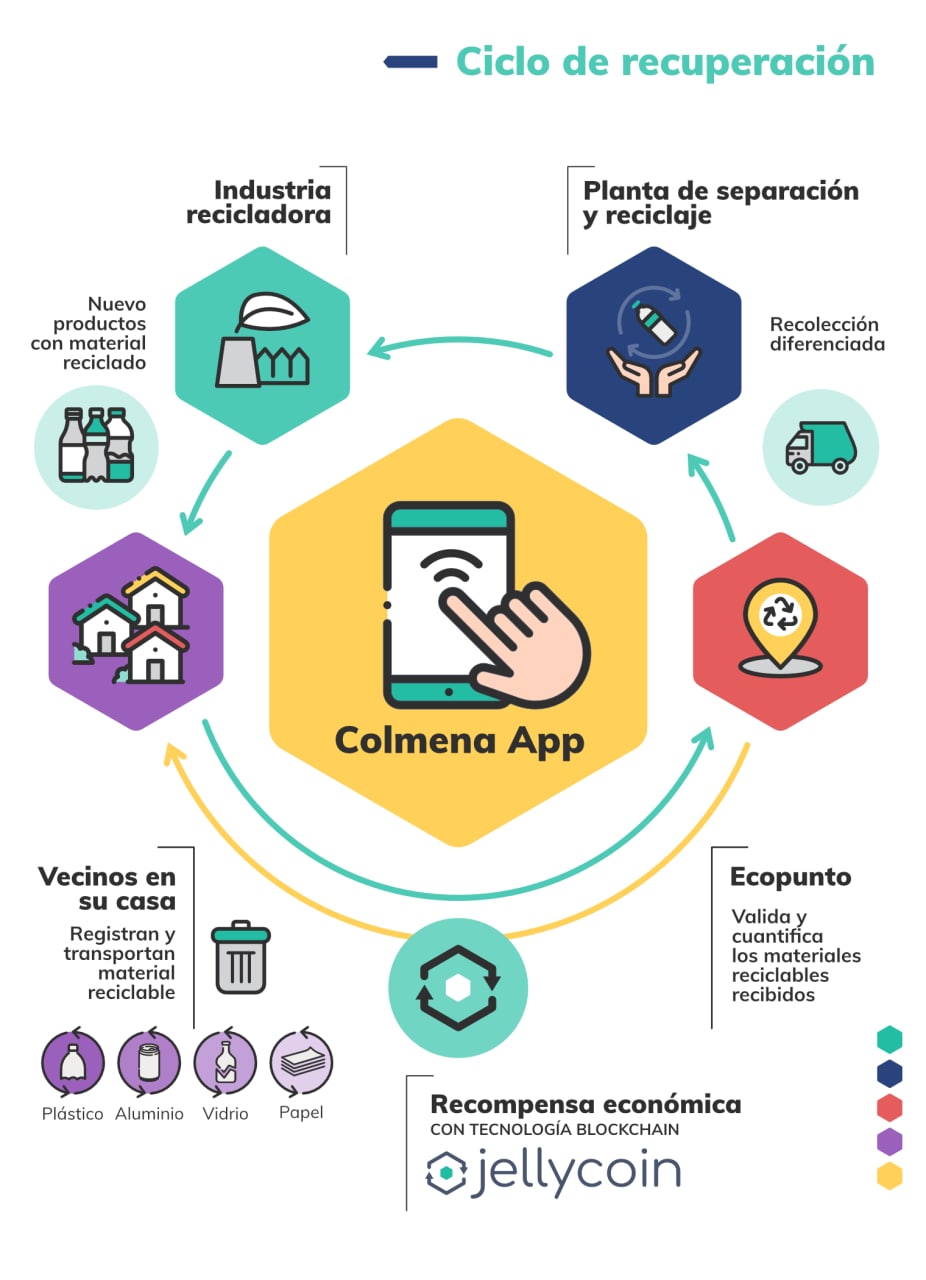 Ciclo de recuperación
Industria
recicladora
Planta de separación
y reciclaje
Nuevo
productos
con material
reciclado
Recolección
diferenciada
Colmena App
Vecinos en
su casa
Registran y
transportan
material
reciclable
Plástico
Aluminio
Vidrio
Papel
Ecopunto
Valida y
cuantifica
los materiales
reciclables
recibidos
Recompensa económica
CON TECNOLOGÍA BLOCKCHAIN
jellycoin